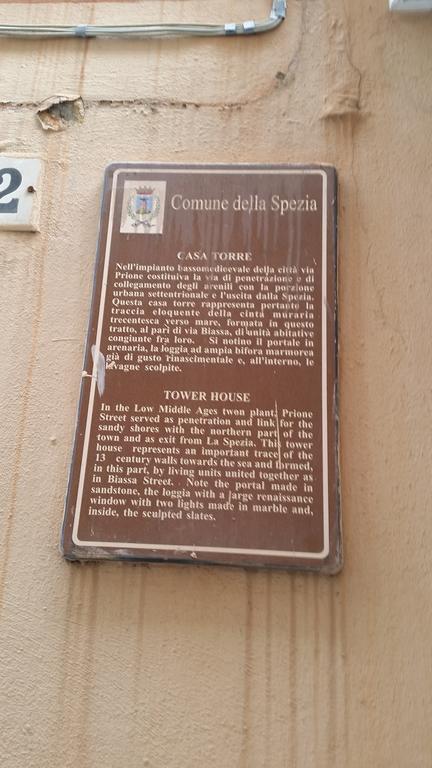 2
Comune della Spezia
CASA TORRE
Nell'impianto bassomedioevale della città via
Prione costituiva la via di penetrazione e di
collegamento degli arenili con la porzione
urbana settentrionale e l'uscita dalla Spezia.
Questa casa torre rappresenta pertanto la
traccia eloquente della cinta muraria
trecentesca verso mare, formata in questo
tratto, al pari di via Biassa, di unità abitative
congiunte fra loro. Si notino il portale in
arenaria, la loggia ad ampia bifora marmorea
già di gusto rinascimentale e, all'interno, le
lavagne scolpite.
TOWER HOUSE
In the Low Middle Ages twon plant, Prione
Street served as penetration and link for the
sandy shores with the northern part of the
town and as exit from La Spezia. This tower
house represents an important trace of the
13 century walls towards the sea and formed,
in this part, by living units united together as
in Biassa Street. Note the portal made in
sandstone, the loggia with a large renaissance
window with two lights made in marble and,
inside, the sculpted slates.